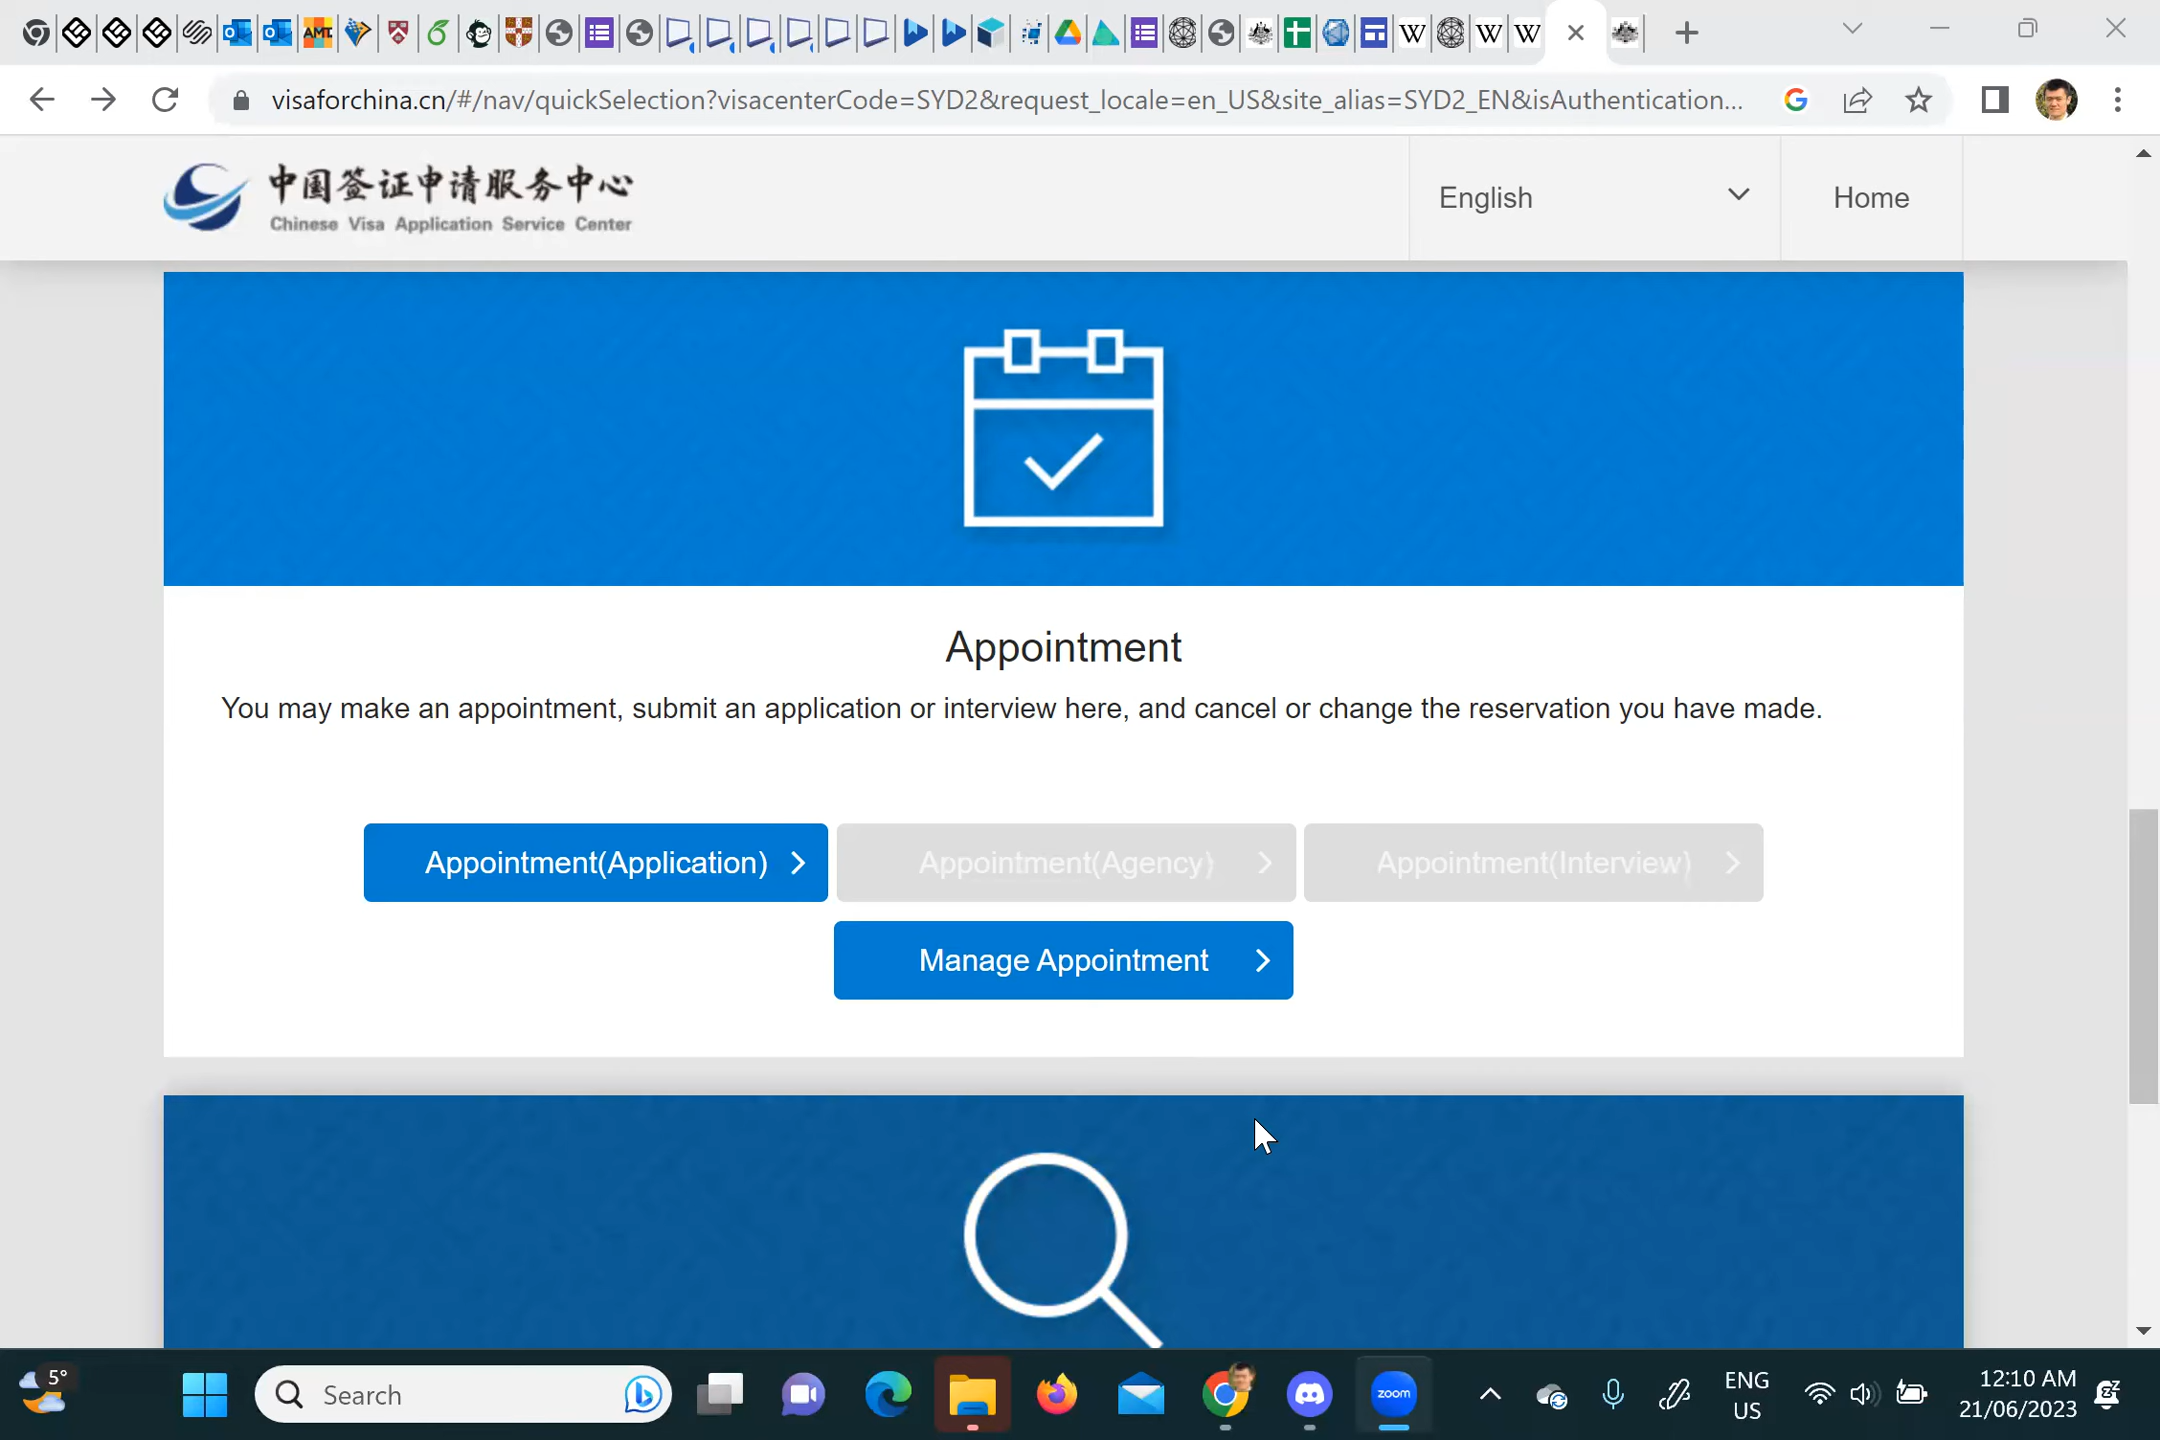 AMT
W
W
W
visaforchina.cn/#/nav/quickSelection?visacenterCode=SYD2&request_locale=en_US&site_alias=SYD2_EN&isAuthentication...
中国签证申请服务中心
Chinese Visa Application Service Center
English
Home
Appointment
You may make an appointment, submit an application or interview here, and cancel or change the reservation you have made.
Appointment(Application)
Appointment(Agency)
Appointment(Interview)
Manage Appointment
5°
Search
zoom
ENG
US
12:10 AM
21/06/2023